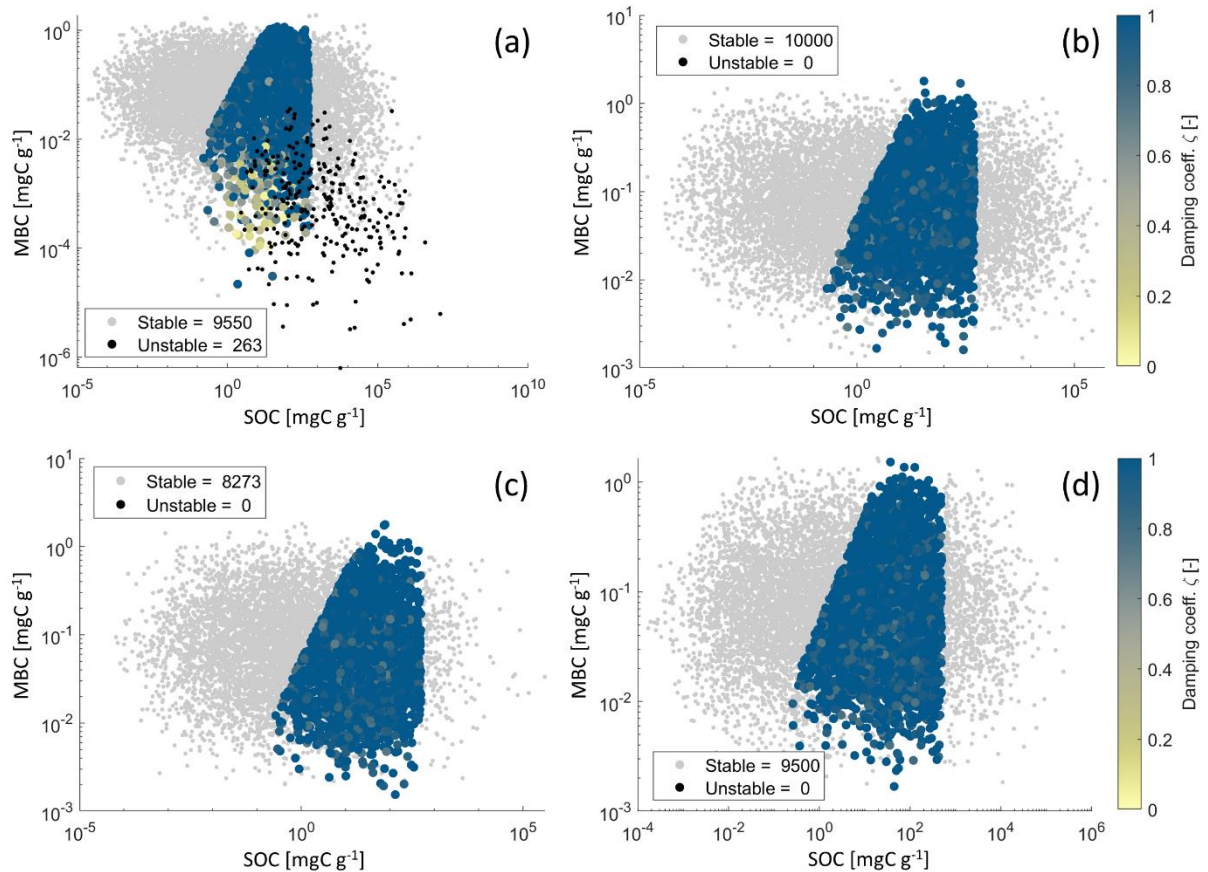 (a)
MBC [mgC g⁻¹]
10⁰
10⁻²
10⁻⁴
10⁻⁶
Stable = 9550
Unstable = 263
10⁻⁵
10⁰
10⁵
10¹⁰
SOC [mgC g⁻¹]
(b)
MBC [mgC g⁻¹]
10¹
10⁰
10⁻¹
10⁻²
10⁻³
Stable = 10000
Unstable = 0
10⁻⁵
10⁰
10⁵
SOC [mgC g⁻¹]
1
0.8
0.6
0.4
0.2
0
Damping coeff. ζ [-]
(c)
MBC [mgC g⁻¹]
10¹
10⁰
10⁻¹
10⁻²
10⁻³
Stable = 8273
Unstable = 0
10⁻⁵
10⁰
10⁵
SOC [mgC g⁻¹]
(d)
MBC [mgC g⁻¹]
10⁰
10⁻¹
10⁻²
10⁻³
Stable = 9500
Unstable = 0
10⁻⁴
10⁻²
10⁰
10²
10⁴
10⁶
SOC [mgC g⁻¹]
1
0.8
0.6
0.4
0.2
0
Damping coeff. ζ [-]